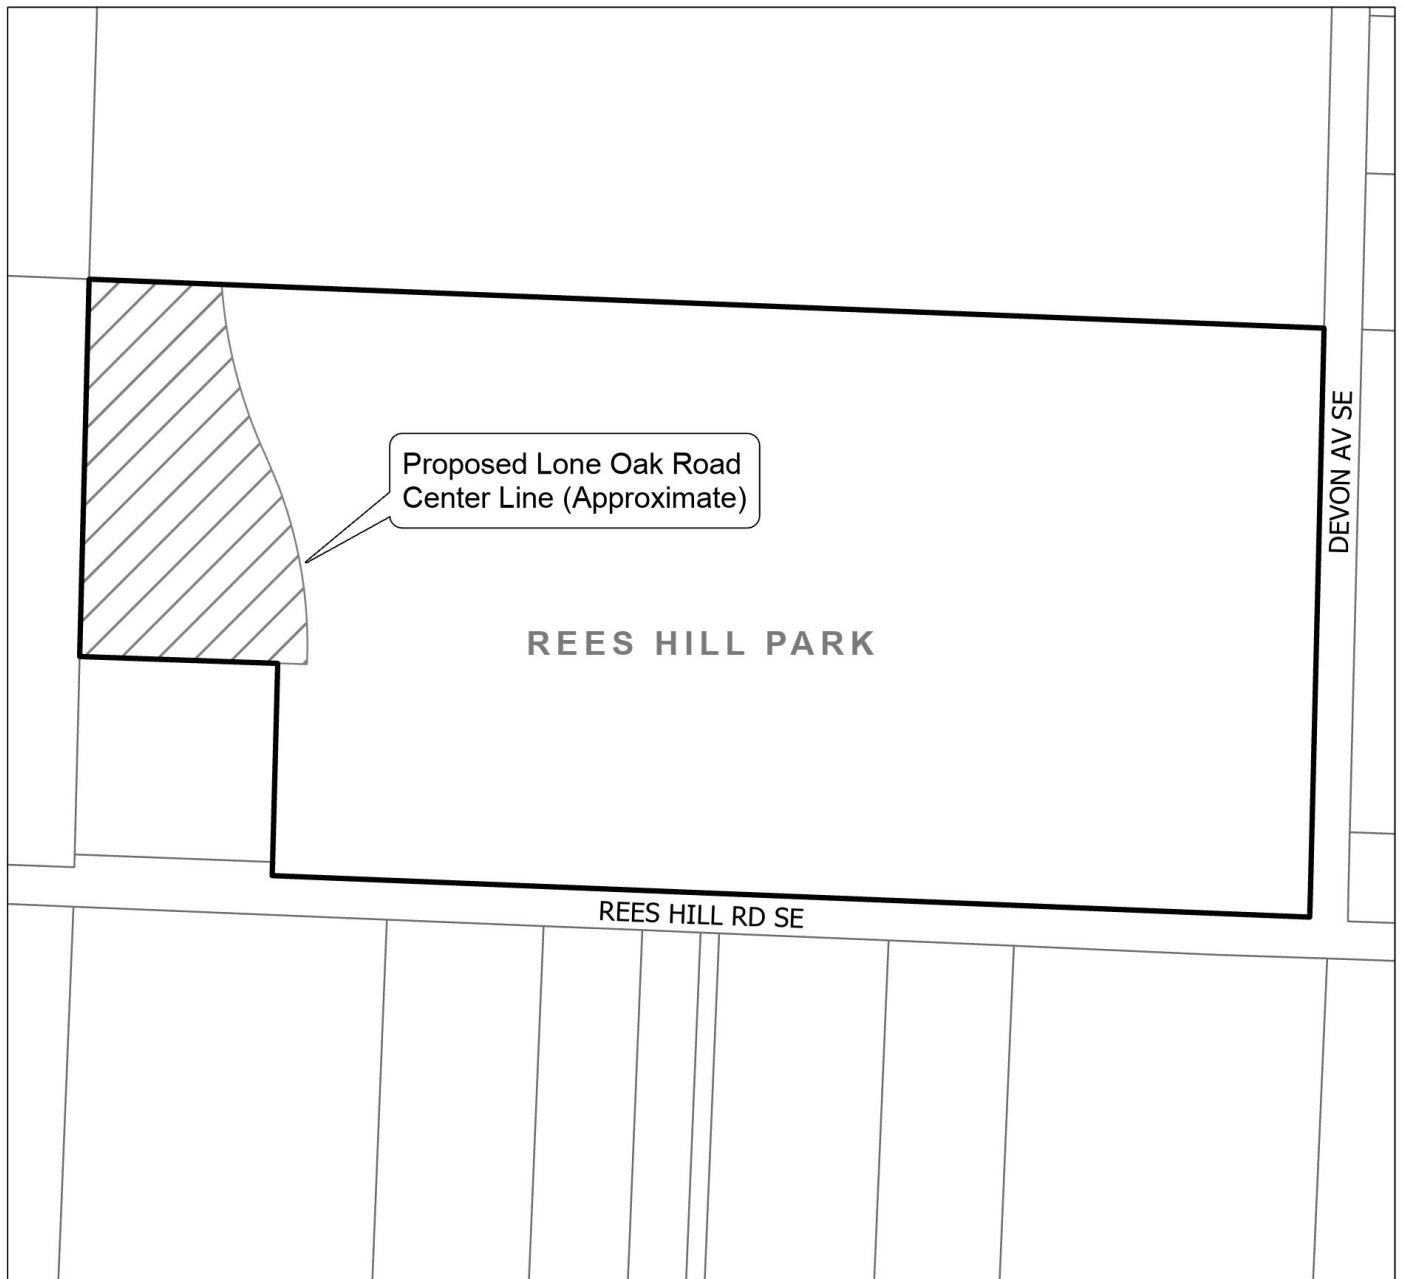 Proposed Lone Oak Road
Center Line (Approximate)
DEVON AV SE
REES HILL PARK
REES HILL RD SE